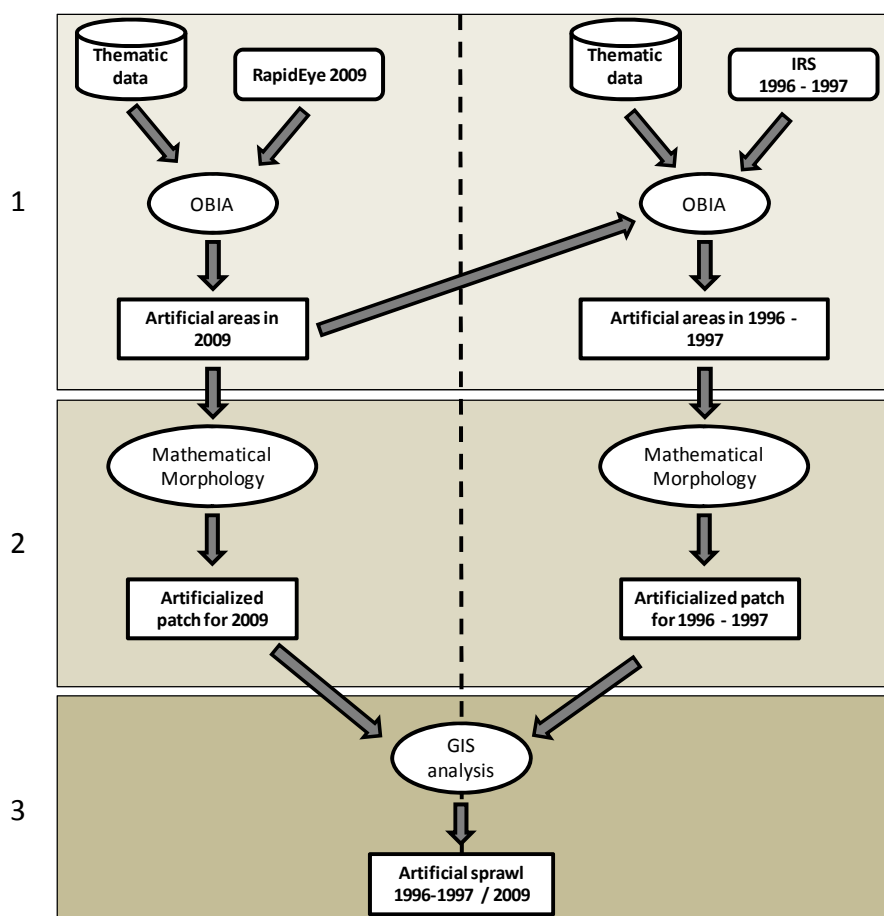 Thematic
data
RapidEye 2009
Thematic
data
IRS
1996 - 1997
1
OBIA
OBIA
Artificial areas in
2009
Artificial areas in 1996 -
1997
2
Mathematical
Morphology
Mathematical
Morphology
Artificialized
patch for 2009
Artificialized patch
for 1996 - 1997
3
GIS
analysis
Artificial sprawl
1996-1997 / 2009